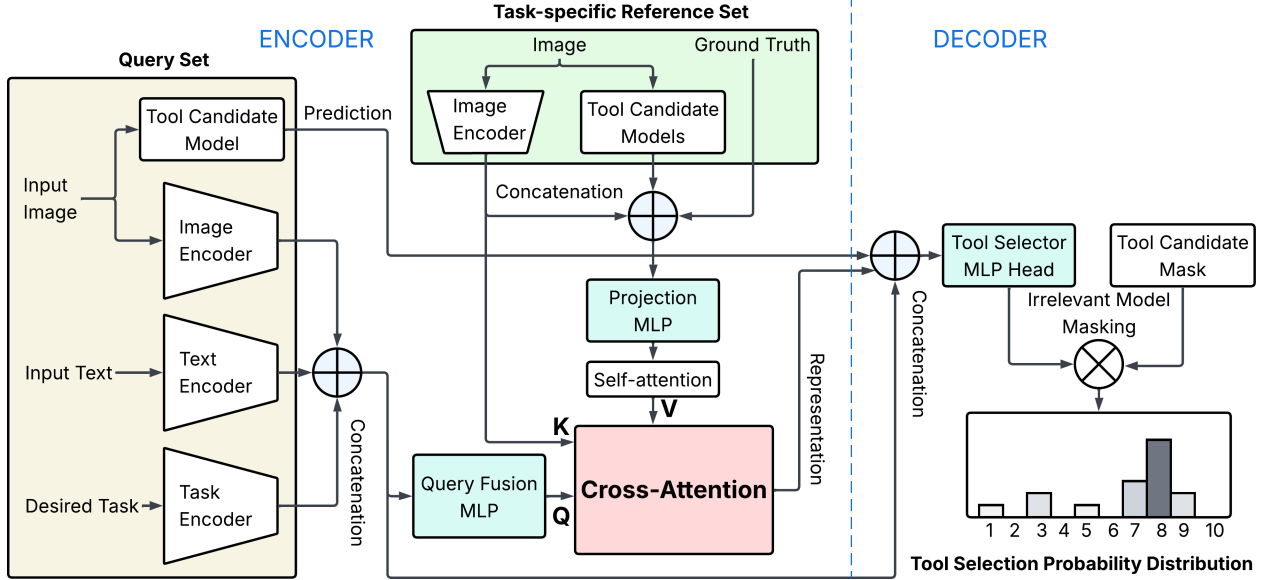 Task-specific Reference Set
ENCODER
DECODER
Query Set
Image
Ground Truth
Image
Encoder
Tool Candidate
Models
Tool Candidate
Model
Prediction
Input
Image
Image
Encoder
Concatenation
Tool Selector
MLP Head
Tool Candidate
Mask
Projection
MLP
Irrelevant Model
Masking
Concatenation
Input Text
Text
Encoder
Self-attention
V
Representation
K
Cross-Attention
Query Fusion
MLP
Q
Concatenation
Desired Task
Task
Encoder
1 2 3 4 5 6 7 8 9 10
Tool Selection Probability Distribution